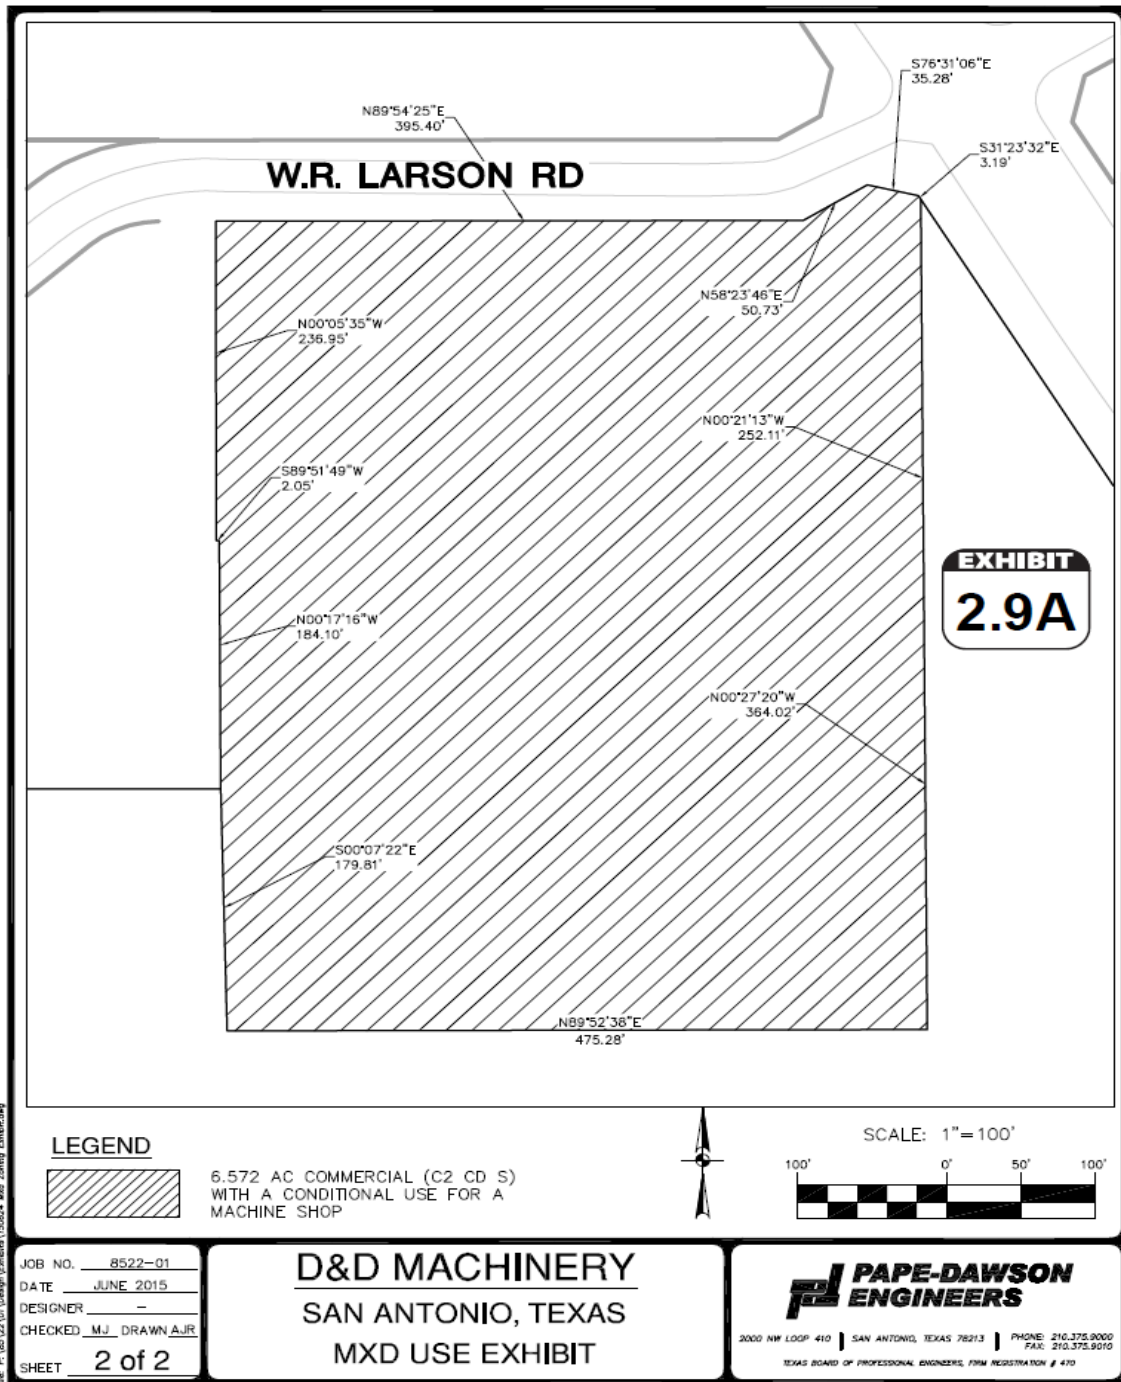 S76°31'06"E
35.28'
N89°54'25"E
395.40'
S31°23'32"E
3.19'
W.R. LARSON RD
N58°23'46"E
50.73'
N00°05'35"W
236.95'
N00°21'13"W
252.11'
S89°51'49"W
2.05'
EXHIBIT
2.9A
N00°17'16"W
184.10'
N00°27'20"W
364.02'
S00°07'22"E
179.81'
N89°52'38"E
475.28'
LEGEND
6.572 AC COMMERCIAL (C2 CD S)
WITH A CONDITIONAL USE FOR A
MACHINE SHOP
SCALE: 1"=100'
100' 0' 50' 100'
JOB NO. 8522-01
DATE JUNE 2015
DESIGNER -
CHECKED MJ DRAWN AJR
SHEET 2 of 2
D&D MACHINERY
SAN ANTONIO, TEXAS
MXD USE EXHIBIT
PAPE-DAWSON
ENGINEERS
2000 NW LOOP 410 SAN ANTONIO, TEXAS 78213 PHONE: 210.375.9000
FAX: 210.375.9010
TEXAS BOARD OF PROFESSIONAL ENGINEERS, FIRM REGISTRATION # 470